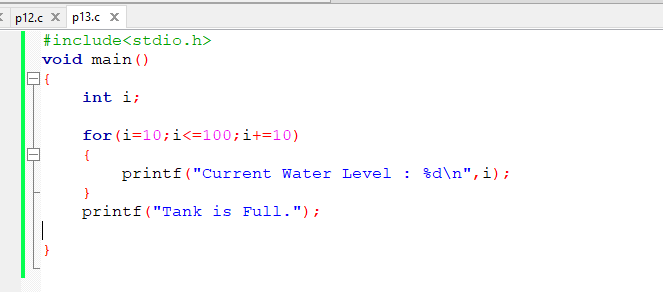 p12.c X p13.c X
#include<stdio.h>
void main()
{
    int i;

    for(i=10;i<=100;i+=10)
    {
        printf("Current Water Level : %d\n",i);
    }
    printf("Tank is Full.");

}